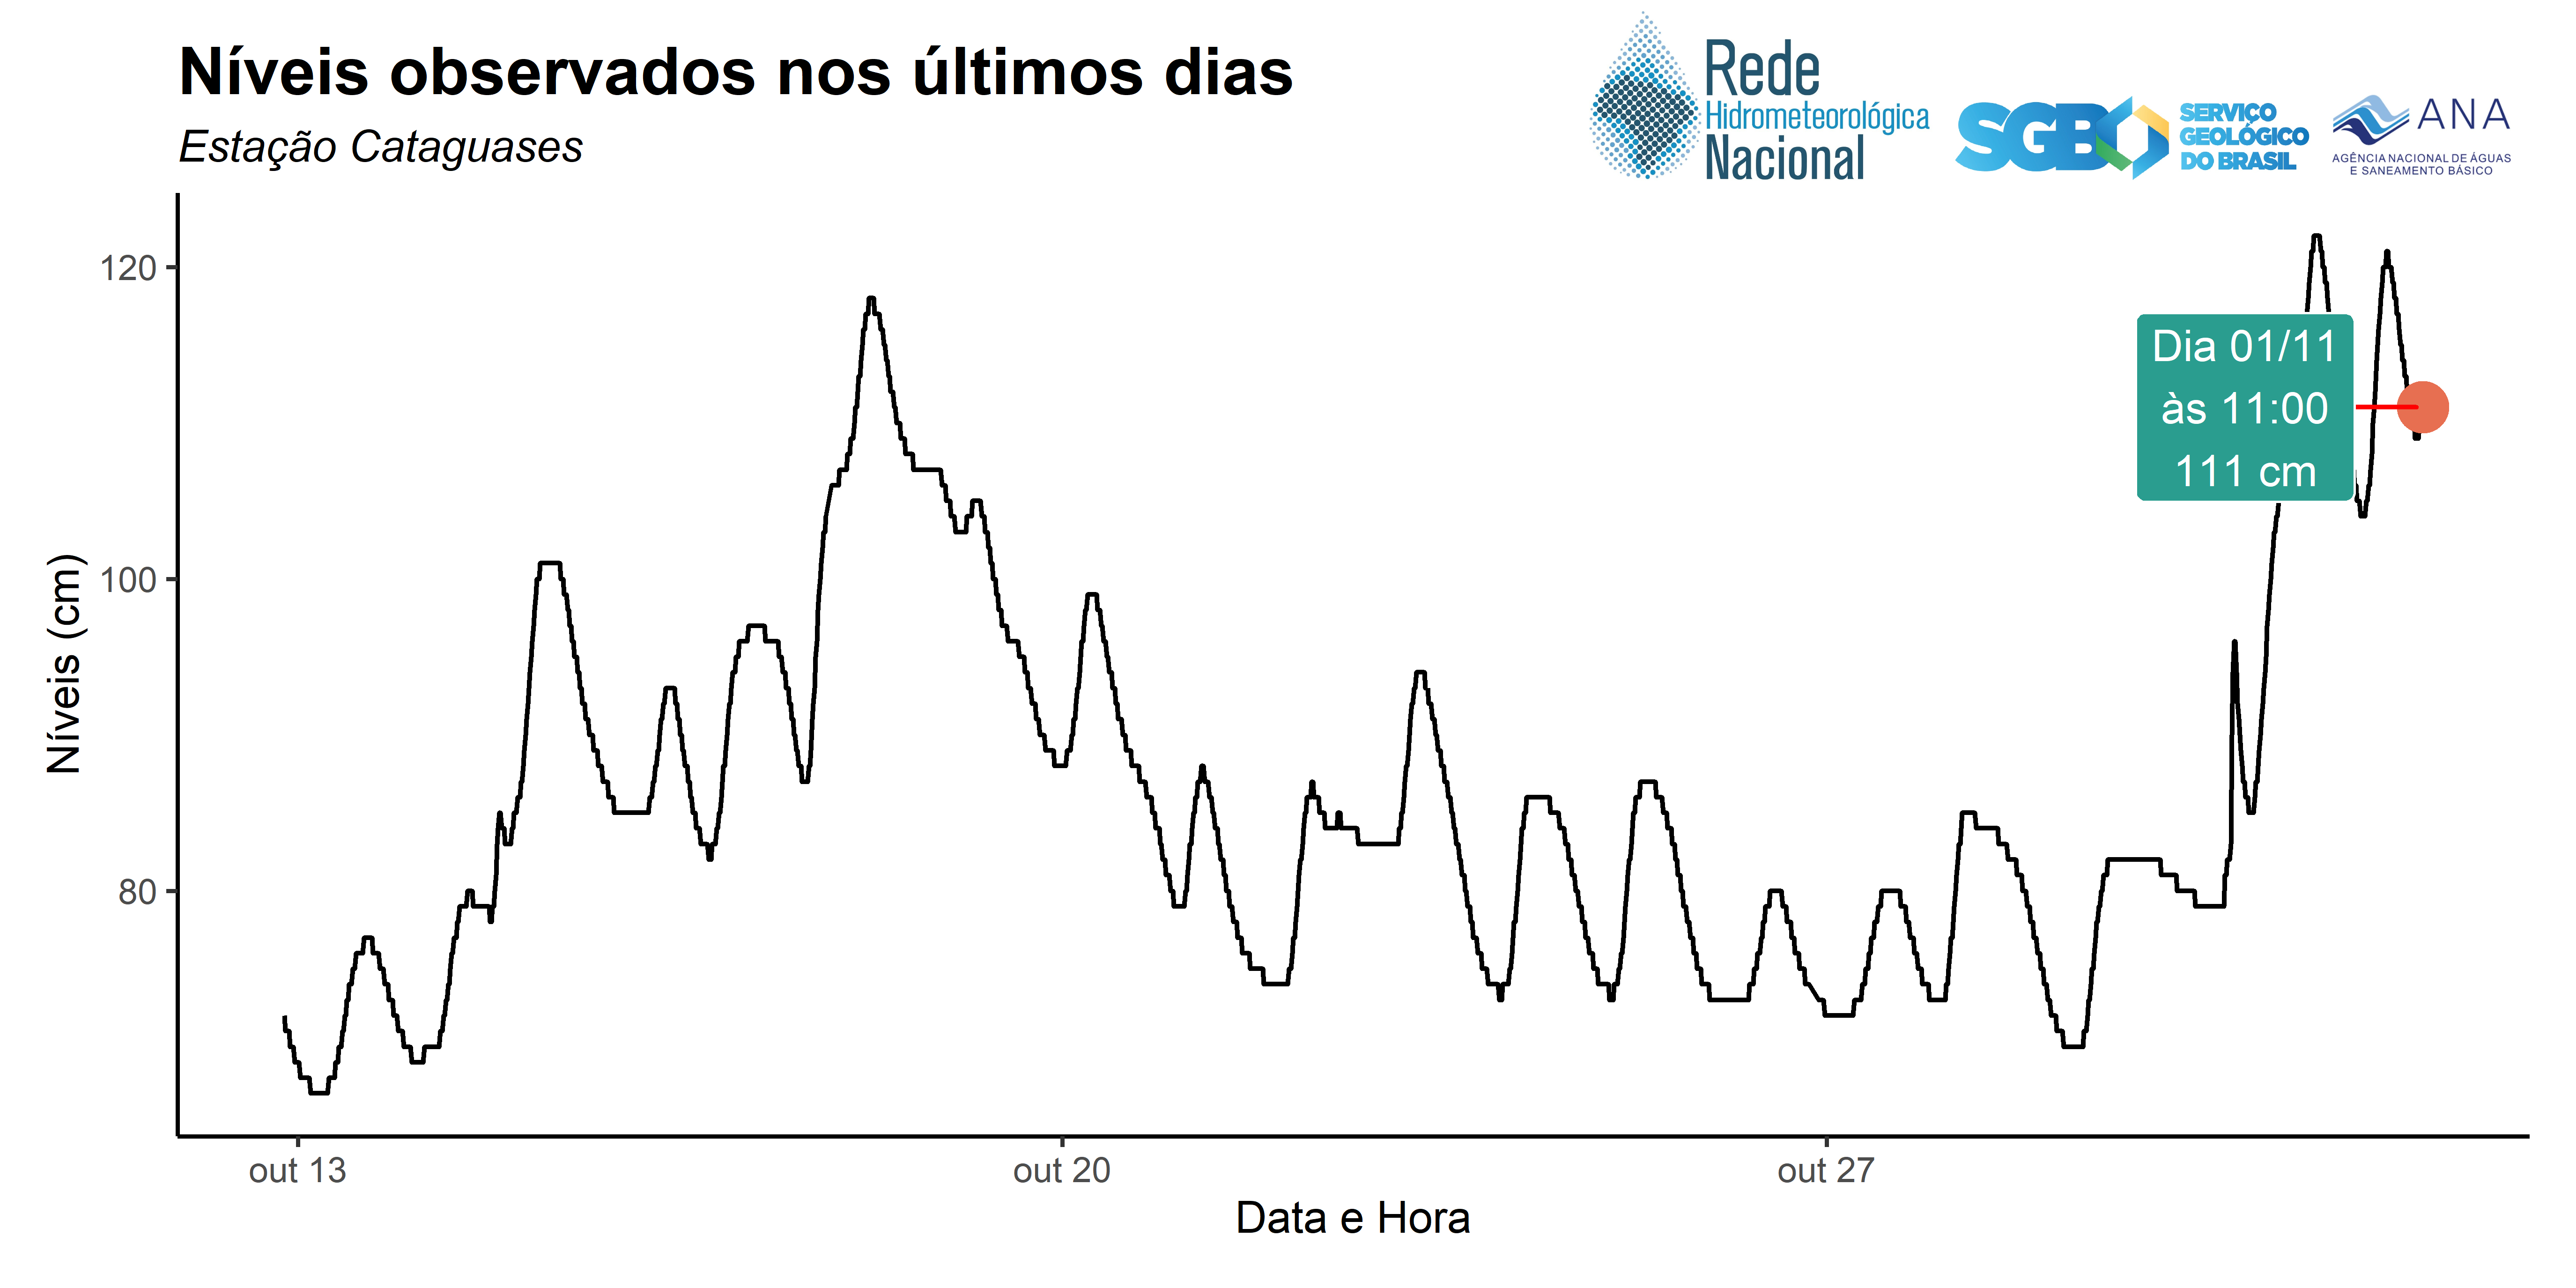 Níveis observados nos últimos dias
Estação Cataguases
Rede
Hidrometeorológica
Nacional
SGB
SERVIÇO
GEOLÓGICO
DO BRASIL
ANA
AGÊNCIA NACIONAL DE ÁGUAS
E SANEAMENTO BÁSICO
Níveis (cm)
120
100
80
Dia 01/11
às 11:00
111 cm
out 13
out 20
out 27
Data e Hora